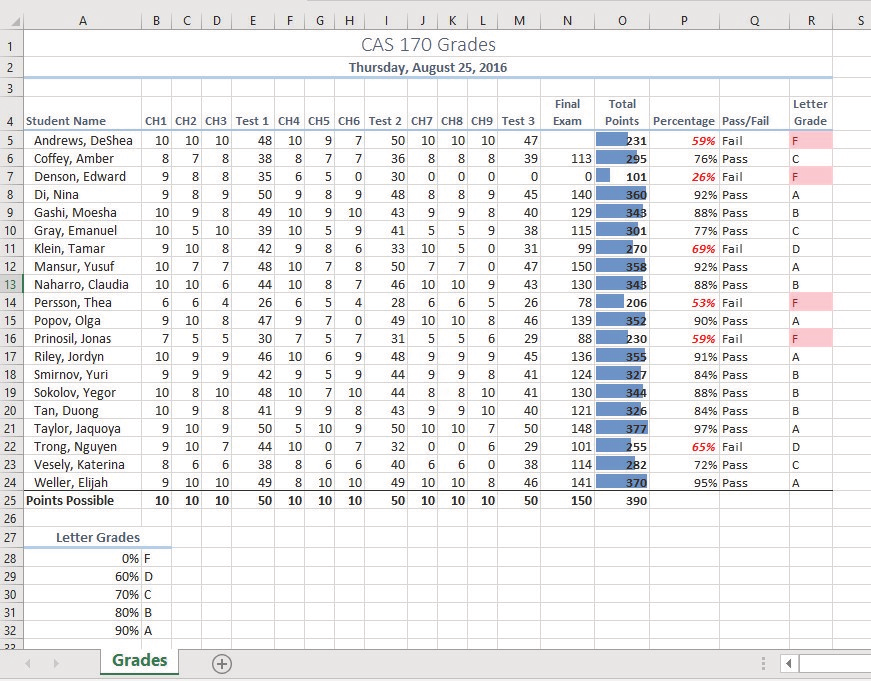 A B C D E F G H I J K L M N O P Q R S
1 CAS 170 Grades
2 Thursday, August 25, 2016
3
Final Total Letter
4 Student Name CH1 CH2 CH3 Test 1 CH4 CH5 CH6 Test 2 CH7 CH8 CH9 Test 3 Exam Points Percentage Pass/Fail Grade
5 Andrews, DeShea 10 10 10 48 10 9 7 50 10 10 10 47 231 59% Fail F
6 Coffey, Amber 8 7 8 38 8 7 7 36 8 8 8 39 113 295 76% Pass C
7 Denson, Edward 9 8 8 35 6 5 0 30 0 0 0 0 0 101 26% Fail F
8 Di, Nina 9 8 9 50 9 8 9 48 8 8 9 45 140 360 92% Pass A
9 Gashi, Moesha 10 9 8 49 10 9 10 43 9 9 8 40 129 343 88% Pass B
10 Gray, Emanuel 10 5 10 39 10 5 9 41 5 5 9 38 115 301 77% Pass C
11 Klein, Tamar 9 10 8 42 9 8 6 33 10 5 0 31 99 270 69% Fail D
12 Mansur, Yusuf 10 7 7 48 10 7 8 50 7 7 0 47 150 358 92% Pass A
13 Naharro, Claudia 10 10 6 44 10 8 7 46 10 10 9 43 130 343 88% Pass B
14 Persson, Thea 6 6 4 26 6 5 4 28 6 6 5 26 78 206 53% Fail F
15 Popov, Olga 9 10 8 47 9 7 0 49 10 10 8 46 139 352 90% Pass A
16 Prinosil, Jonas 7 5 5 30 7 5 7 31 5 5 6 29 88 230 59% Fail F
17 Riley, Jordyn 10 9 9 46 10 6 9 48 9 9 9 45 136 355 91% Pass A
18 Smirnov, Yuri 9 9 9 42 9 5 9 44 9 9 8 41 124 327 84% Pass B
19 Sokolov, Yegor 10 8 10 48 10 7 10 44 8 8 10 41 130 344 88% Pass B
20 Tan, Duong 10 9 8 41 9 9 8 43 9 9 10 40 121 326 84% Pass B
21 Taylor, Jaquoya 9 10 9 50 5 10 9 50 10 10 7 50 148 377 97% Pass A
22 Trong, Nguyen 9 10 7 44 10 0 7 32 0 0 6 29 101 255 65% Fail D
23 Vesely, Katerina 8 6 6 38 8 6 6 40 6 6 0 38 114 282 72% Pass C
24 Weller, Elijah 9 10 10 49 8 10 10 49 10 10 8 46 141 370 95% Pass A
25 Points Possible 10 10 10 50 10 10 10 50 10 10 10 50 150 390
26
27 Letter Grades
28 0% F
29 60% D
30 70% C
31 80% B
32 90% A
33
Grades